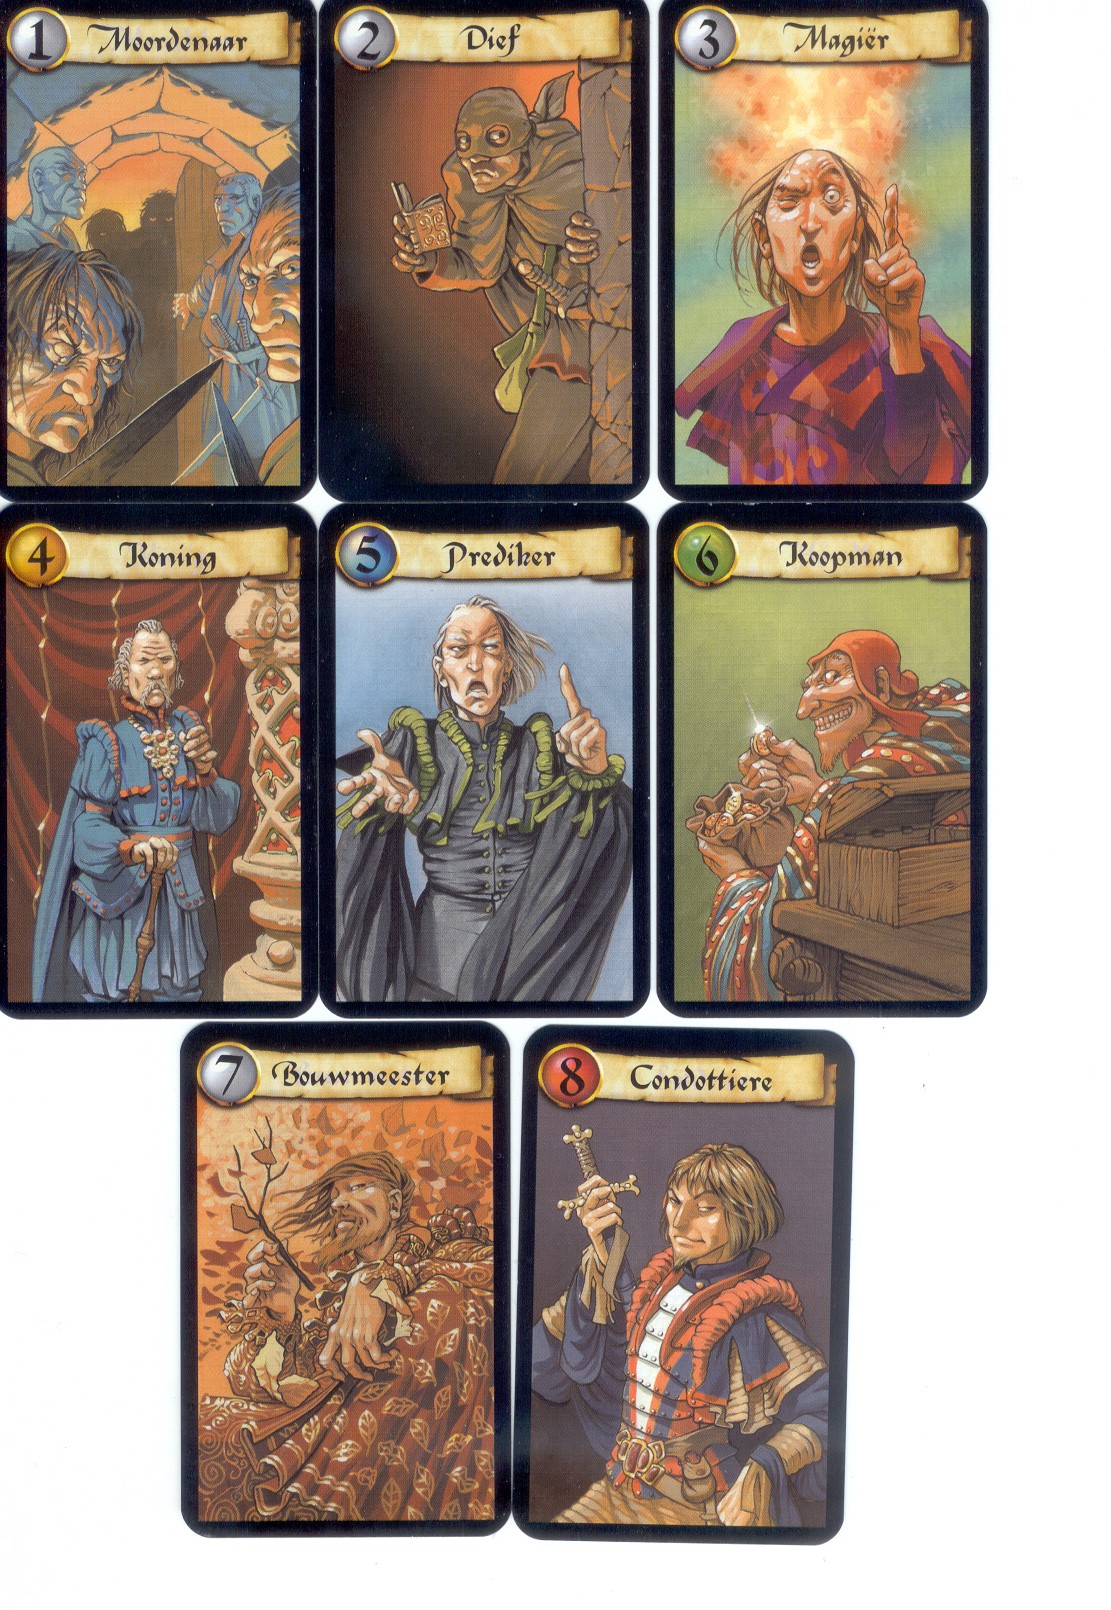 1 Moordenaar
2 Dief
3 Magiër
4 Koning
5 Prediker
6 Koopman
7 Bouwmeester
8 Condottiere